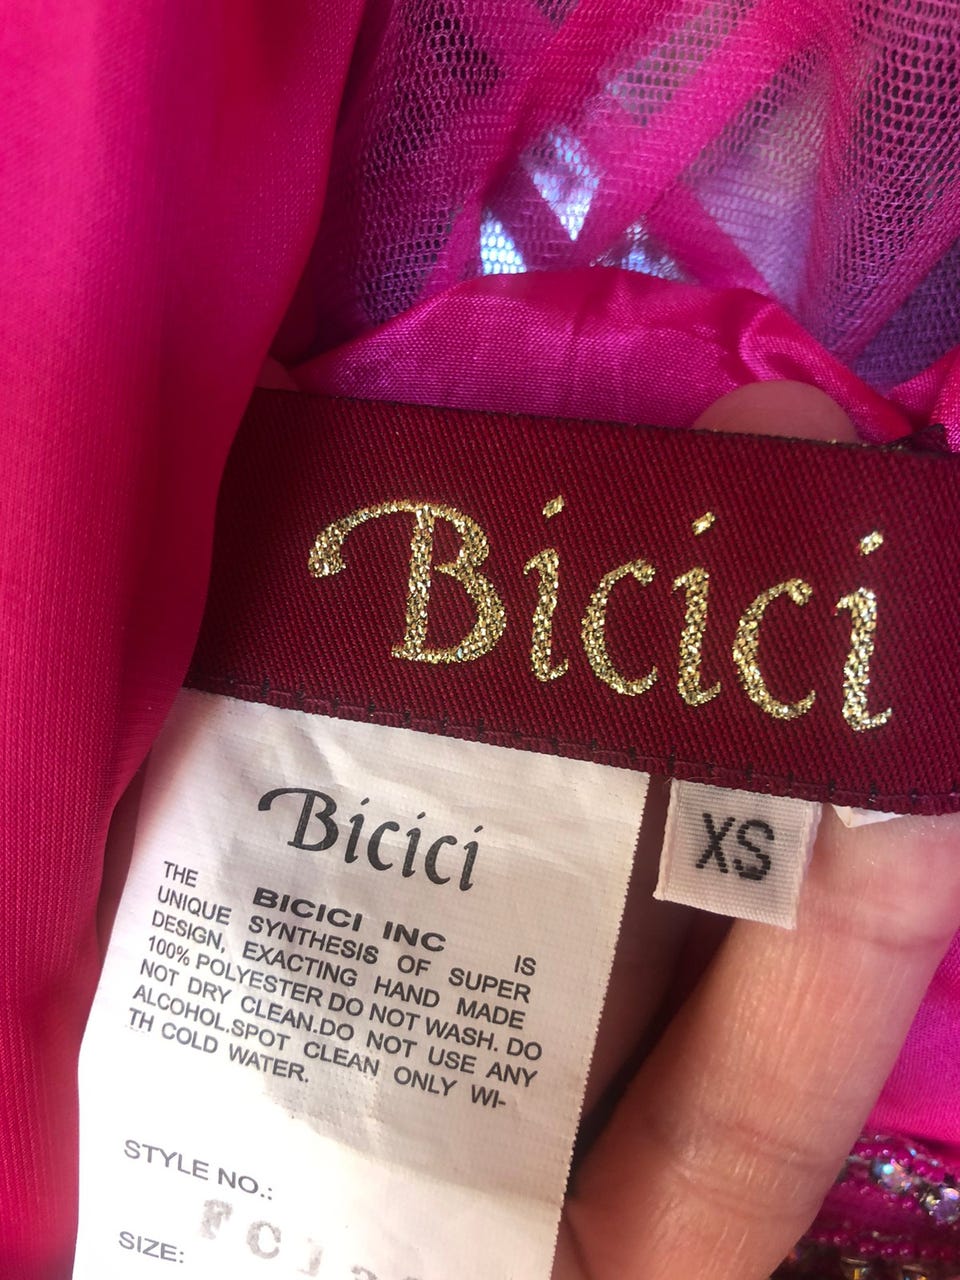 Bicici
XS
Bicici
THE BICICI INC IS
UNIQUE SYNTHESIS OF SUPER
DESIGN, EXACTING HAND MADE
100% POLYESTER DO NOT WASH. DO
NOT DRY CLEAN.DO NOT USE ANY
ALCOHOL.SPOT CLEAN ONLY WI-
TH COLD WATER.
STYLE NO.:
SIZE: